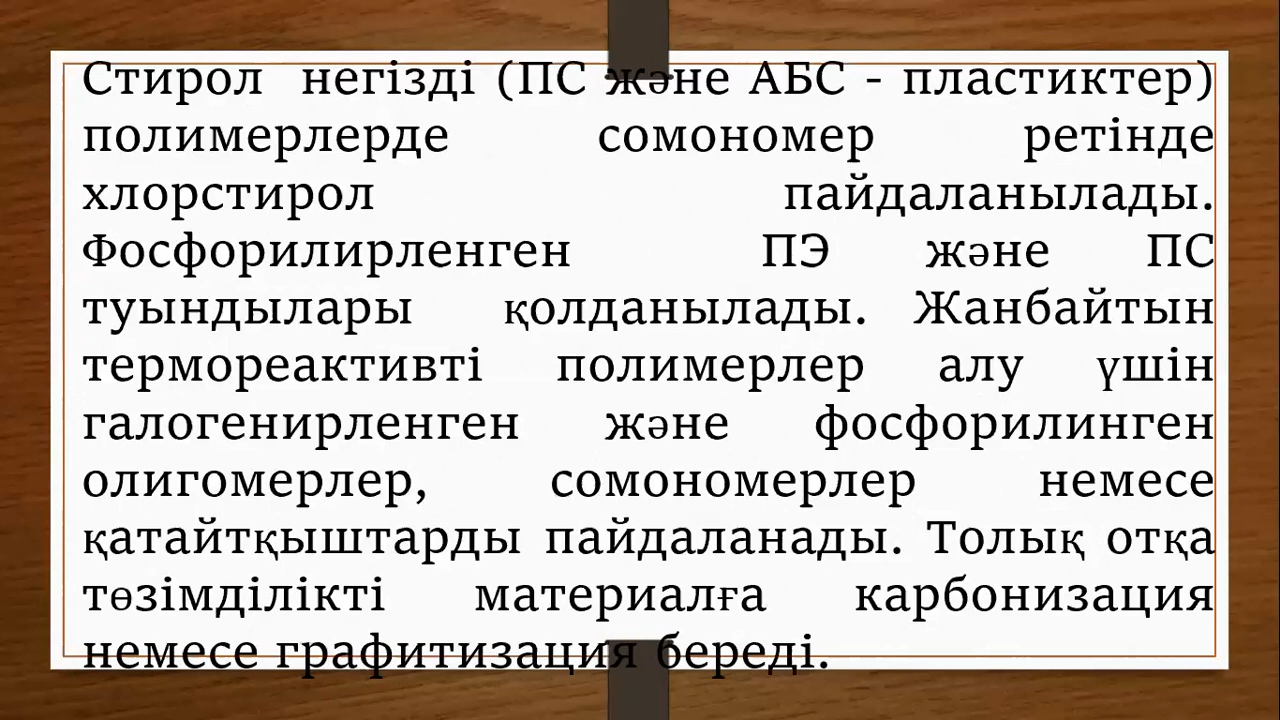 Стирол негізді (ПС және АБС - пластиктер)
полимерлерде сомономер ретінде
хлорстирол пайдаланылады.
Фосфорилирленген ПЭ және ПС
туындылары қолданылады. Жанбайтын
термореактивті полимерлер алу үшін
галогенирленген және фосфорилинген
олигомерлер, сомономерлер немесе
қатайтқыштарды пайдаланады. Толық отқа
төзімділікті материалға карбонизация
немесе графитизация береді.